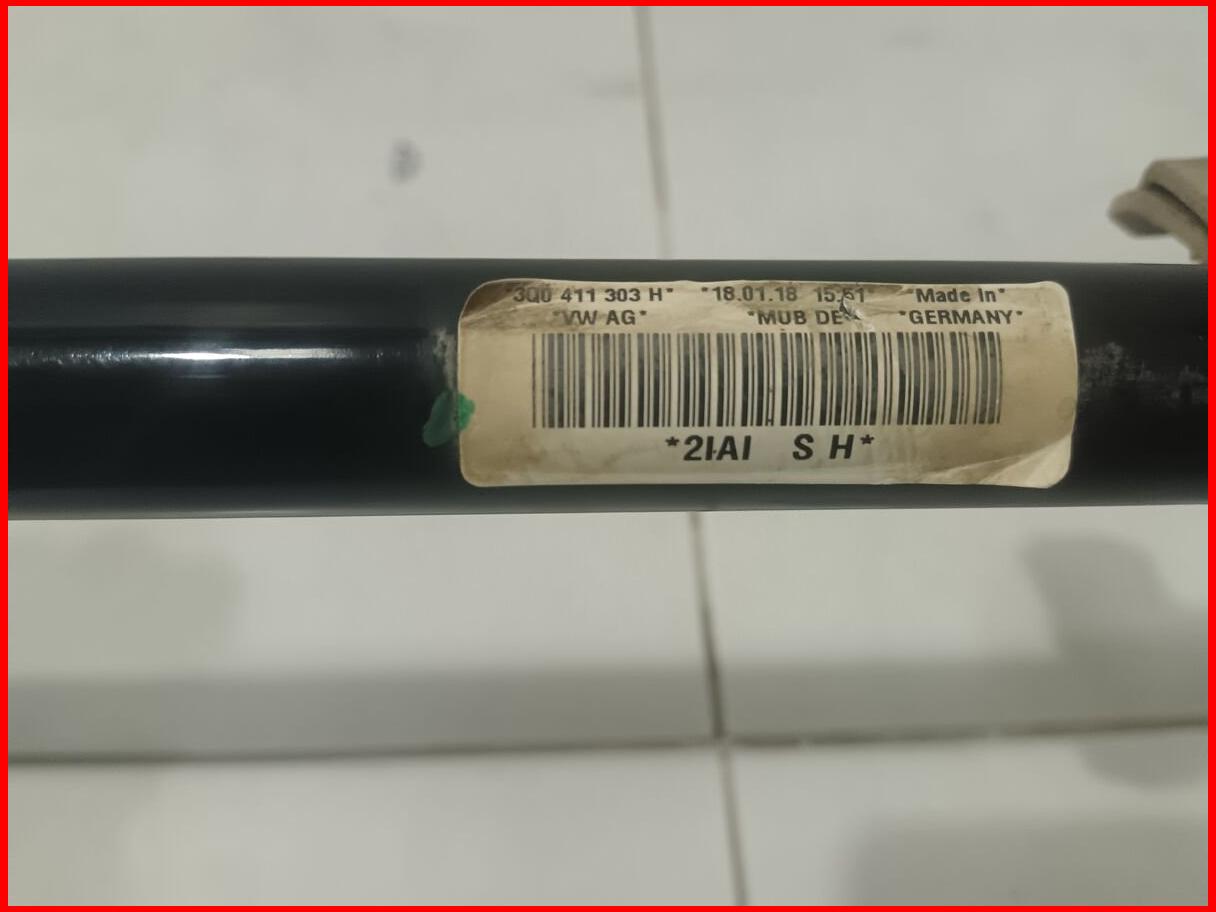 *3Q0 411 303 H* *18.01.18 15:51* *Made In*
*VW AG* *MUB DE* *GERMANY*
*2IAI S H*